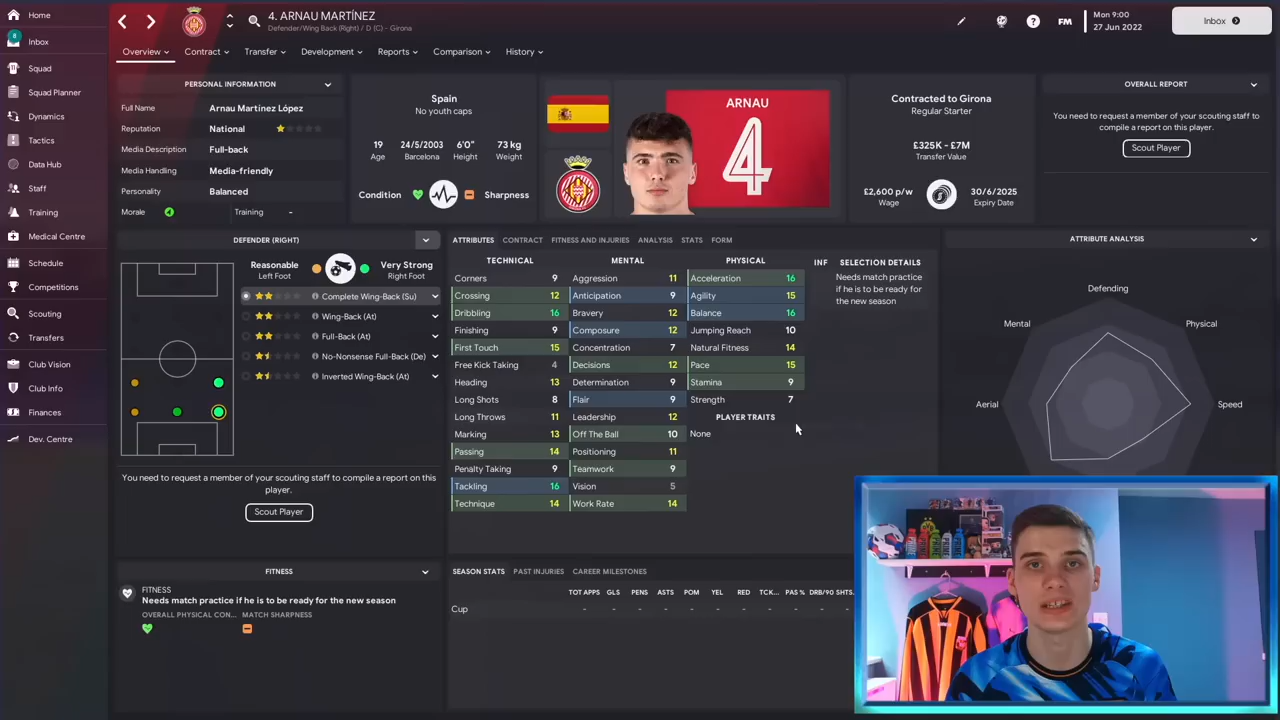 Home
8
Inbox
Squad
Squad Planner
Dynamics
Tactics
Data Hub
Staff
Training
Medical Centre
Schedule
Competitions
Scouting
Transfers
Club Vision
Club Info
Finances
Dev. Centre
4. ARNAU MARTÍNEZ
Defender/Wing Back (Right) / D (C) - Girona
?
FM
Mon 9:00
27 Jun 2022
Inbox
Overview
Contract
Transfer
Development
Reports
Comparison
History
PERSONAL INFORMATION
Full Name Arnau Martínez López
Reputation National
Media Description Full-back
Media Handling Media-friendly
Personality Balanced
Morale Training -
Spain
No youth caps
19 24/5/2003 6'0" 73 kg
Age Barcelona Height Weight
Condition Sharpness
ARNAU
4
Contracted to Girona
Regular Starter
£325K - £7M
Transfer Value
£2,600 p/w 30/6/2025
Wage Expiry Date
OVERALL REPORT
You need to request a member of your scouting staff to
compile a report on this player.
Scout Player
DEFENDER (RIGHT)
Reasonable Very Strong
Left Foot Right Foot
Complete Wing-Back (Su)
Wing-Back (At)
Full-Back (At)
No-Nonsense Full-Back (De)
Inverted Wing-Back (At)
You need to request a member of your scouting staff to compile a report on this
player.
Scout Player
ATTRIBUTES CONTRACT FITNESS AND INJURIES ANALYSIS STATS FORM
TECHNICAL MENTAL PHYSICAL
Corners 9 Aggression 11 Acceleration 16
Crossing 12 Anticipation 9 Agility 15
Dribbling 16 Bravery 12 Balance 16
Finishing 9 Composure 12 Jumping Reach 10
First Touch 15 Concentration 7 Natural Fitness 14
Free Kick Taking 4 Decisions 12 Pace 15
Heading 13 Determination 9 Stamina 9
Long Shots 8 Flair 9 Strength 7
Long Throws 11 Leadership 12 PLAYER TRAITS
Marking 13 Off The Ball 10 None
Passing 14 Positioning 11
Penalty Taking 9 Teamwork 9
Tackling 16 Vision 5
Technique 14 Work Rate 14
INF SELECTION DETAILS
Needs match practice
if he is to be ready for
the new season
ATTRIBUTE ANALYSIS
Defending
Mental Physical
Aerial Speed
FITNESS
FITNESS
Needs match practice if he is to be ready for the new season
OVERALL PHYSICAL CON... MATCH SHARPNESS
SEASON STATS PAST INJURIES CAREER MILESTONES
TOT APPS GLS PENS ASTS POM YEL RED TCK... PAS % DRB/90 SHTS.
Cup - - - - - - - - - - -